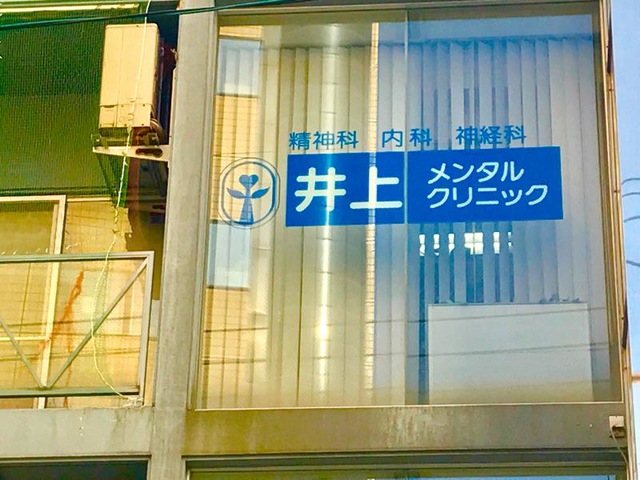 精神科 内科 神経科
井上 メンタル
クリニック